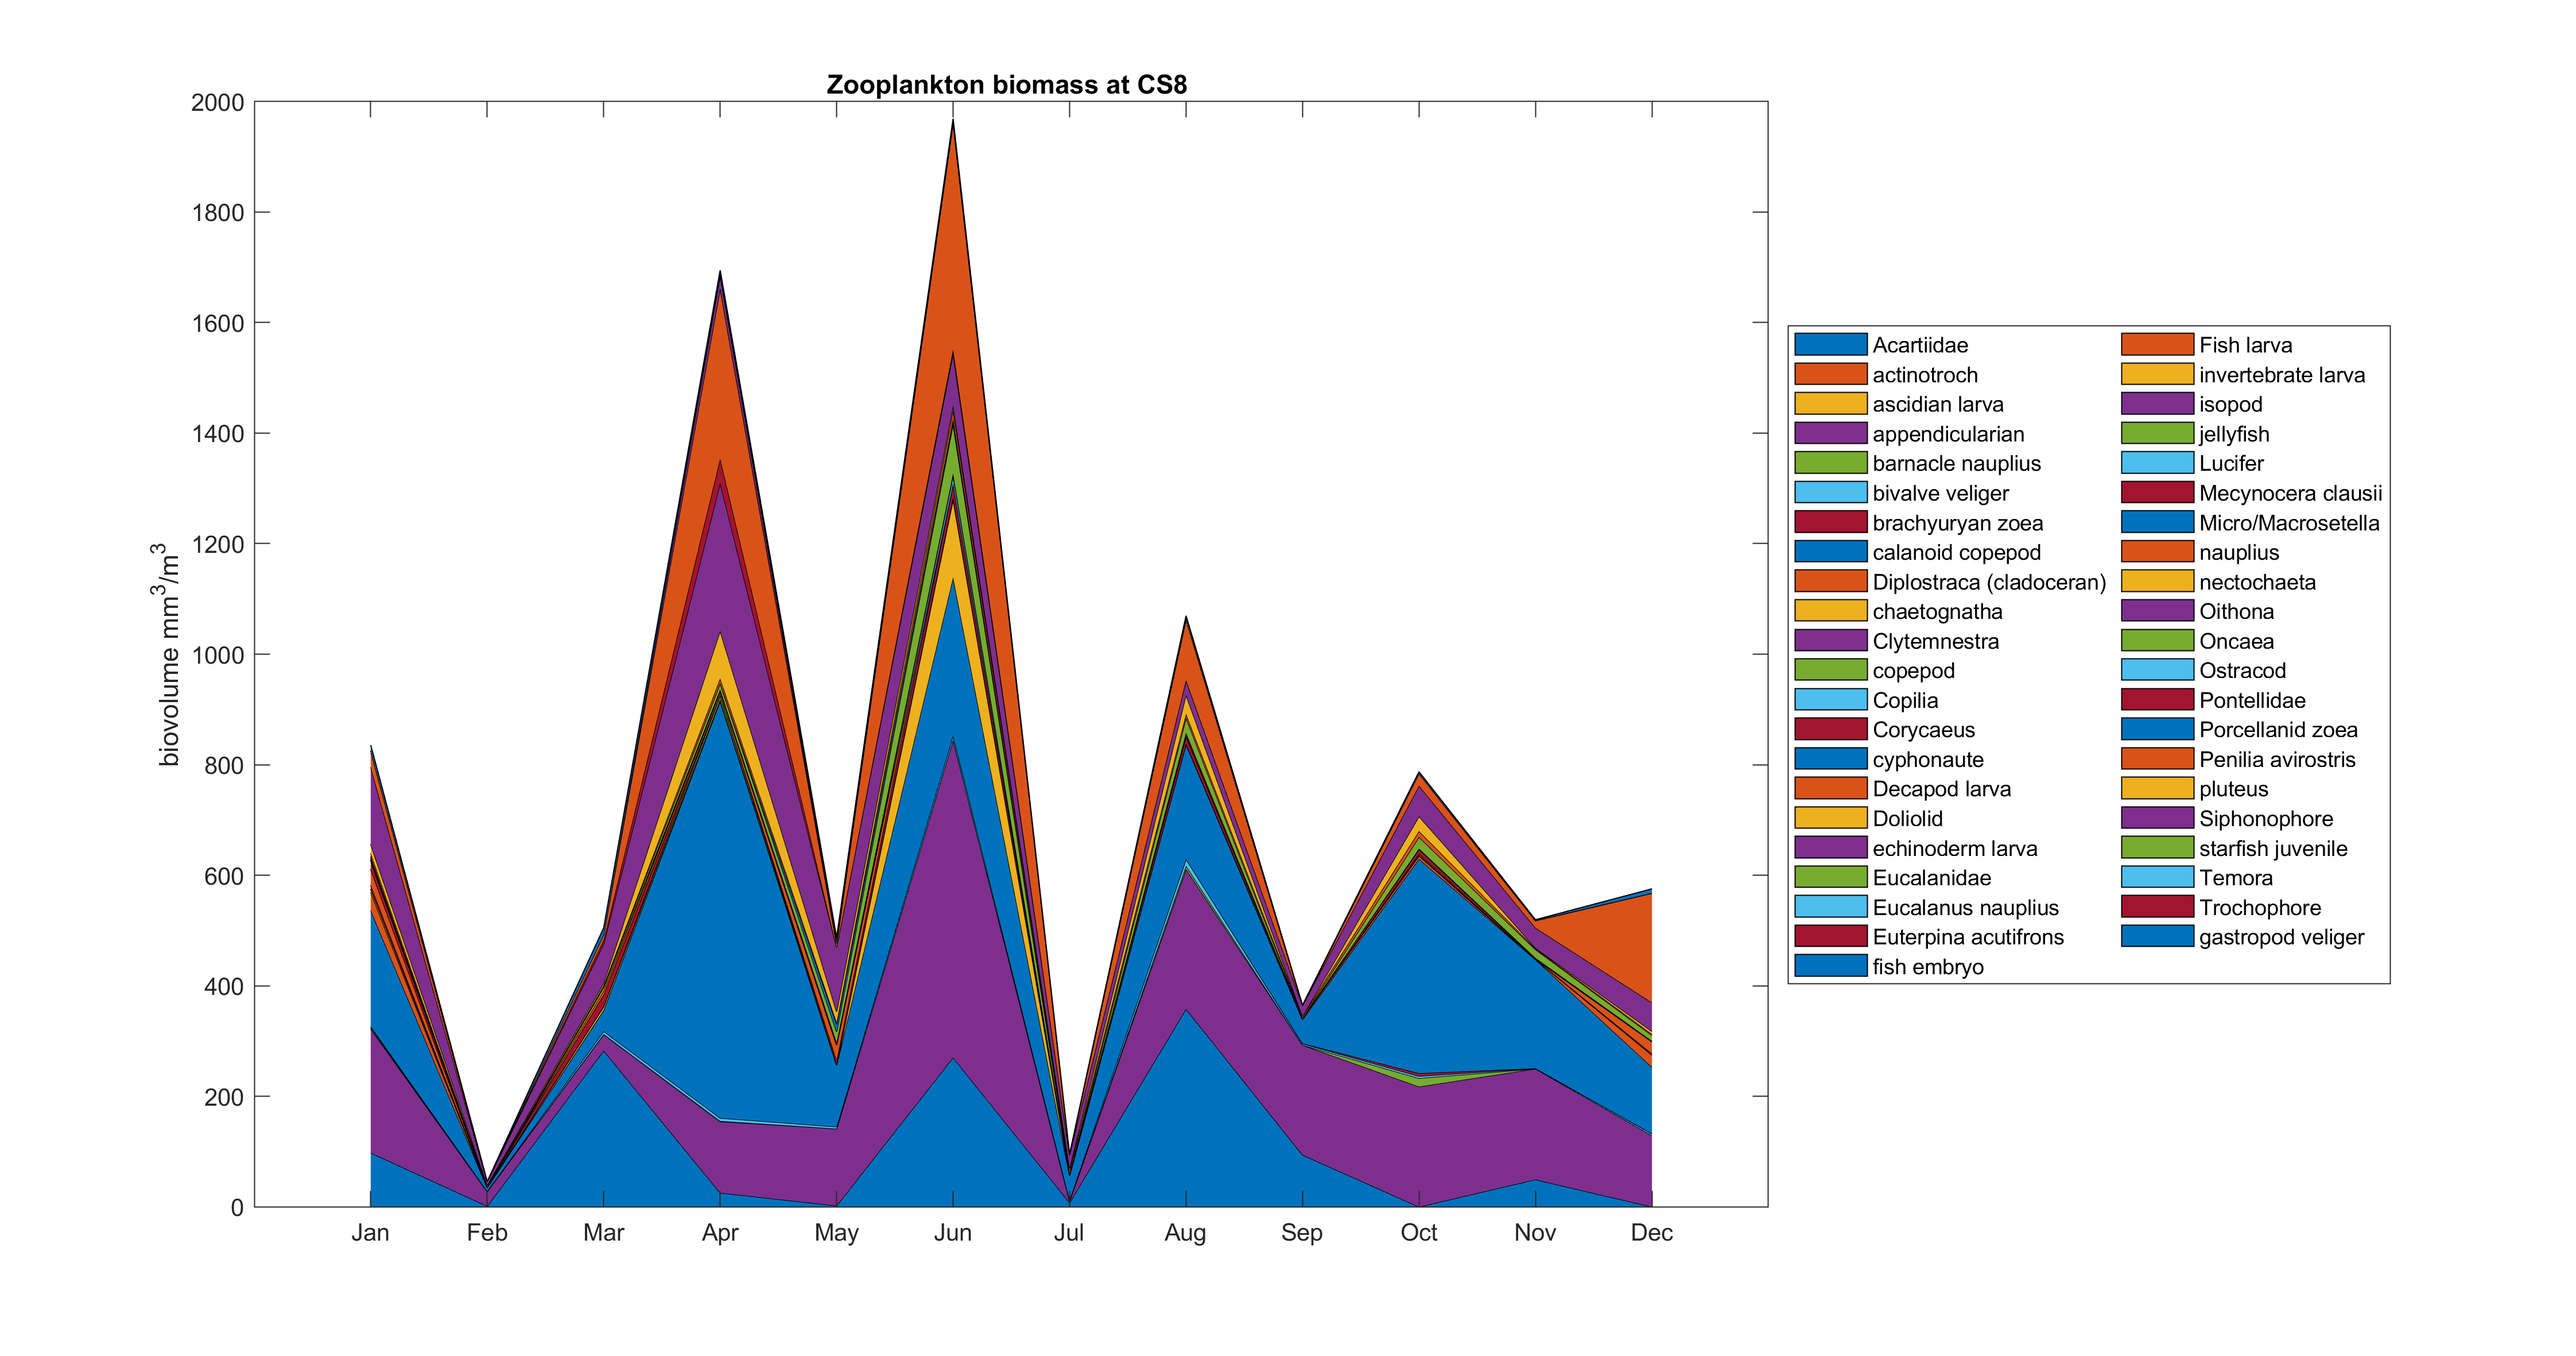 Zooplankton biomass at CS8
2000
1800
1600
1400
1200
1000
800
600
400
200
0
biovolume mm³/m³
Jan Feb Mar Apr May Jun Jul Aug Sep Oct Nov Dec
Acartiidae
actinotroch
ascidian larva
appendicularian
barnacle nauplius
bivalve veliger
brachyuryan zoea
calanoid copepod
Diplostraca (cladoceran)
chaetognatha
Clytemnestra
copepod
Copilia
Corycaeus
cyphonaute
Decapod larva
Doliolid
echinoderm larva
Eucalanidae
Eucalanus nauplius
Euterpina acutifrons
fish embryo
Fish larva
invertebrate larva
isopod
jellyfish
Lucifer
Mecynocera clausii
Micro/Macrosetella
nauplius
nectochaeta
Oithona
Oncaea
Ostracod
Pontellidae
Porcellanid zoea
Penilia avirostris
pluteus
Siphonophore
starfish juvenile
Temora
Trochophore
gastropod veliger